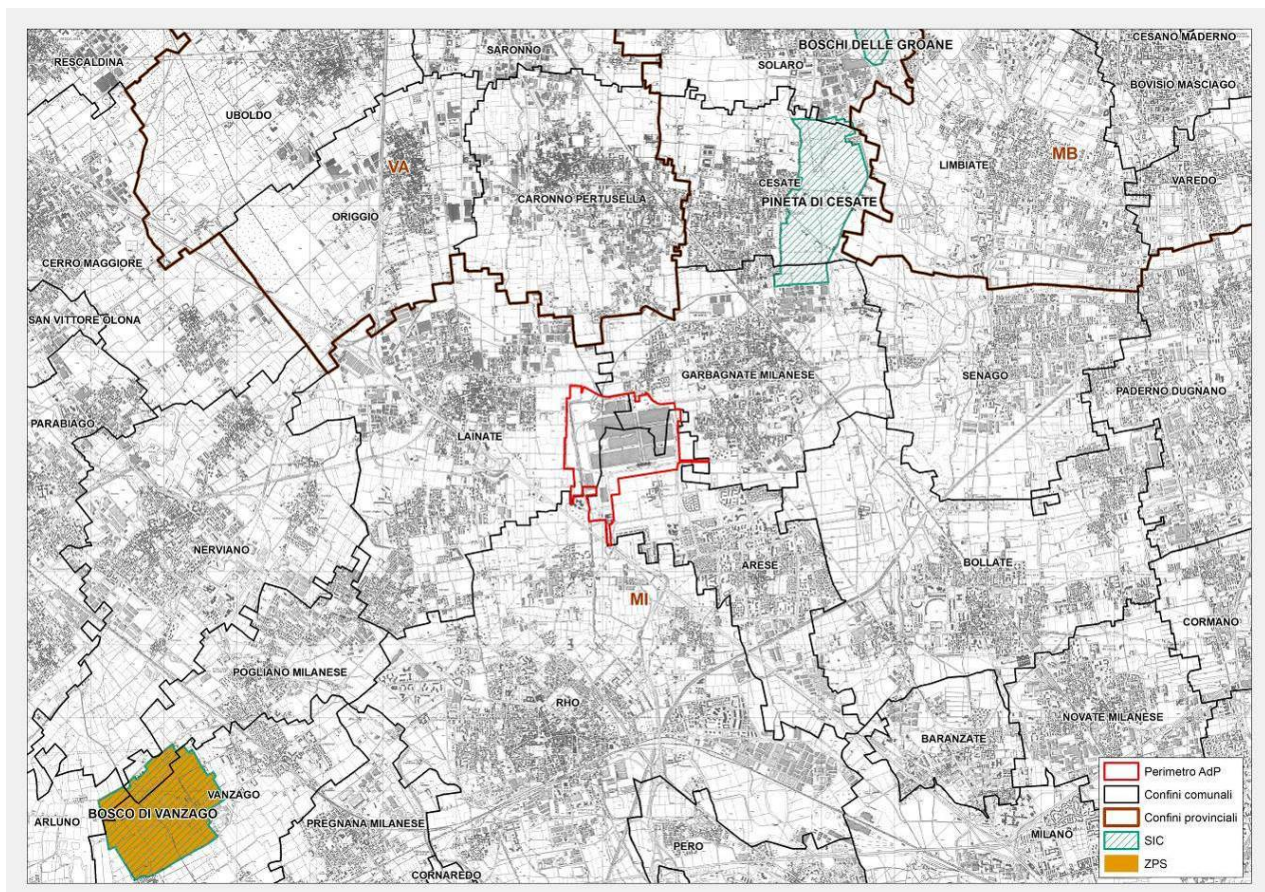 SARONNO
BOSCHI DELLE GROANE
CESANO MADERNO
RESCALDINA
SOLARO
BOVISIO MASCIAGO
UBOLDO
VA
MB
LIMBIATE
VAREDO
CESATE
CARONNO PERTUSELLA
PINETA DI CESATE
ORIGGIO
CERRO MAGGIORE
SAN VITTORE OLONA
GARBAGNATE MILANESE
SENAGO
PADERNO DUGNANO
PARABIAGO
LAINATE
NERVIANO
ARESE
BOLLATE
MI
CORMANO
POGLIANO MILANESE
RHO
NOVATE MILANESE
BARANZATE
VANZAGO
BOSCO DI VANZAGO
ARLUNO
PREGNANA MILANESE
MILANO
PERO
CORNAREDO
Perimetro AdP
Confini comunali
Confini provinciali
SIC
ZPS